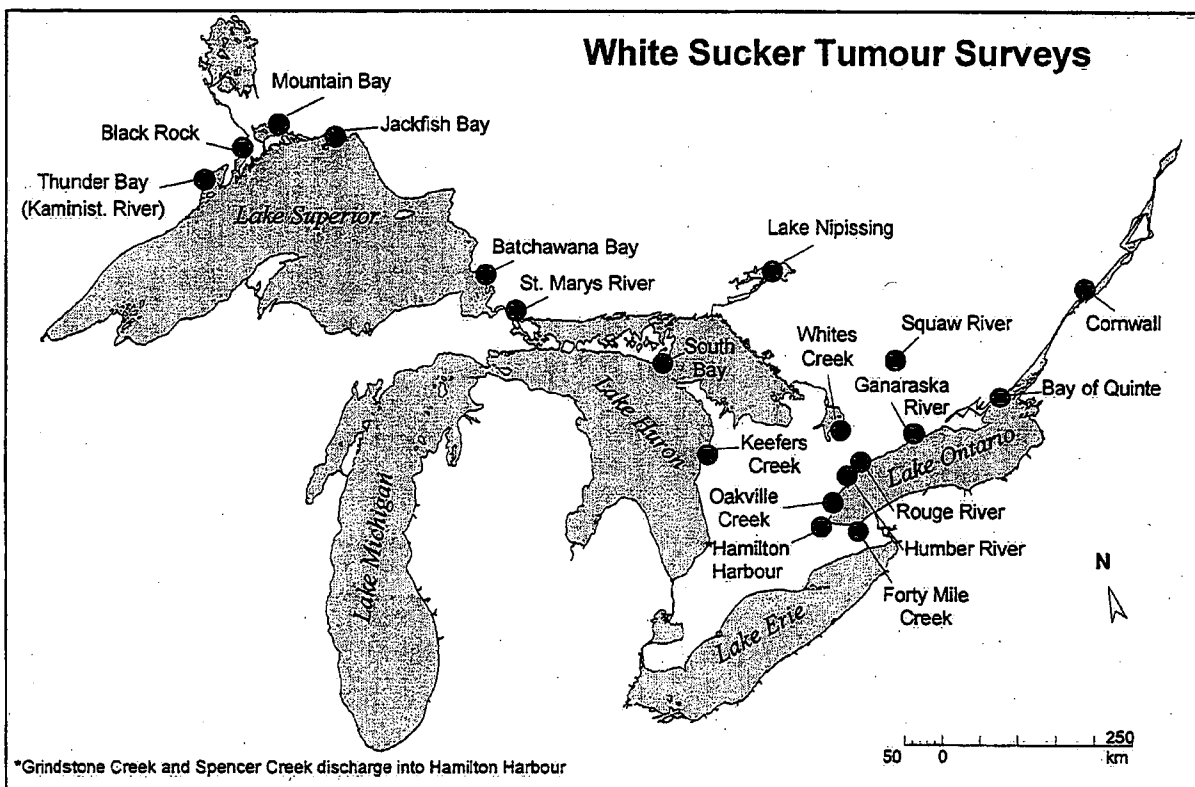 White Sucker Tumour Surveys
Mountain Bay
Black Rock
Jackfish Bay
Thunder Bay
(Kaminist. River)
Lake Superior
Batchawana Bay
St. Marys River
Lake Nipissing
Squaw River
Cornwall
Whites
Creek
South
Bay
Ganaraska
River
Bay of Quinte
Lake Huron
Keefers
Creek
Lake Ontario
Oakville
Creek
Rouge River
Hamilton
Harbour
Humber River
Lake Michigan
Forty Mile
Creek
Lake Erie
N
250
50 0 km
*Grindstone Creek and Spencer Creek discharge into Hamilton Harbour